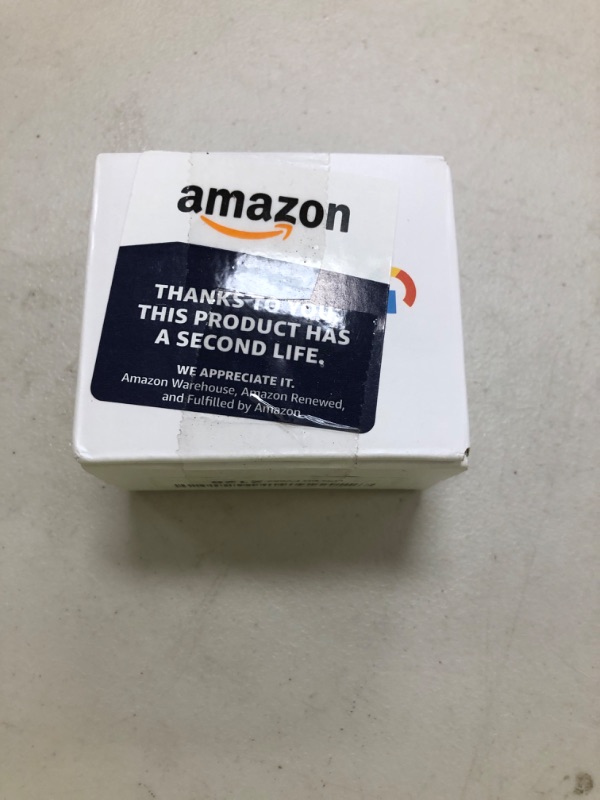 amazon
THANKS TO YOU,
THIS PRODUCT HAS
A SECOND LIFE.
WE APPRECIATE IT.
Amazon Warehouse, Amazon Renewed,
and Fulfilled by Amazon